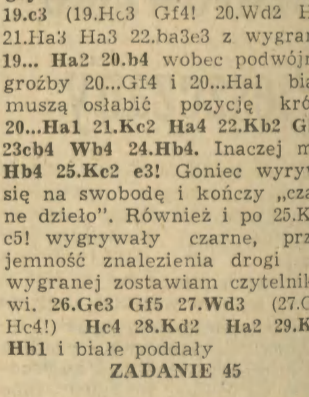 19.c3 (19.Hc3 Gf4! 20.Wd2
21.Ha3 Ha3 22.ba3e3 z wygran
19... Ha2 20.b4 wobec podwójn
groźby 20...Gf4 i 20...Ha1 bia
muszą osłabić pozycję kró
20...Ha1 21.Kc2 Ha4 22.Kb2 G
23cb4 Wb4 24.Hb4. Inaczej m
Hb4 25.Kc2 e3! Goniec wyryw
się na swobodę i kończy „cza
ne dzieło”. Również i po 25.K
c5! wygrywały czarne, prz
jemność znalezienia drogi
wygranej zostawiam czytelnik
wi. 26.Ge3 Gf5 27.Wd3 (27.G
Hc4!) Hc4 28.Kd2 Ha2 29.K
Hb1 i białe poddały
ZADANIE 45